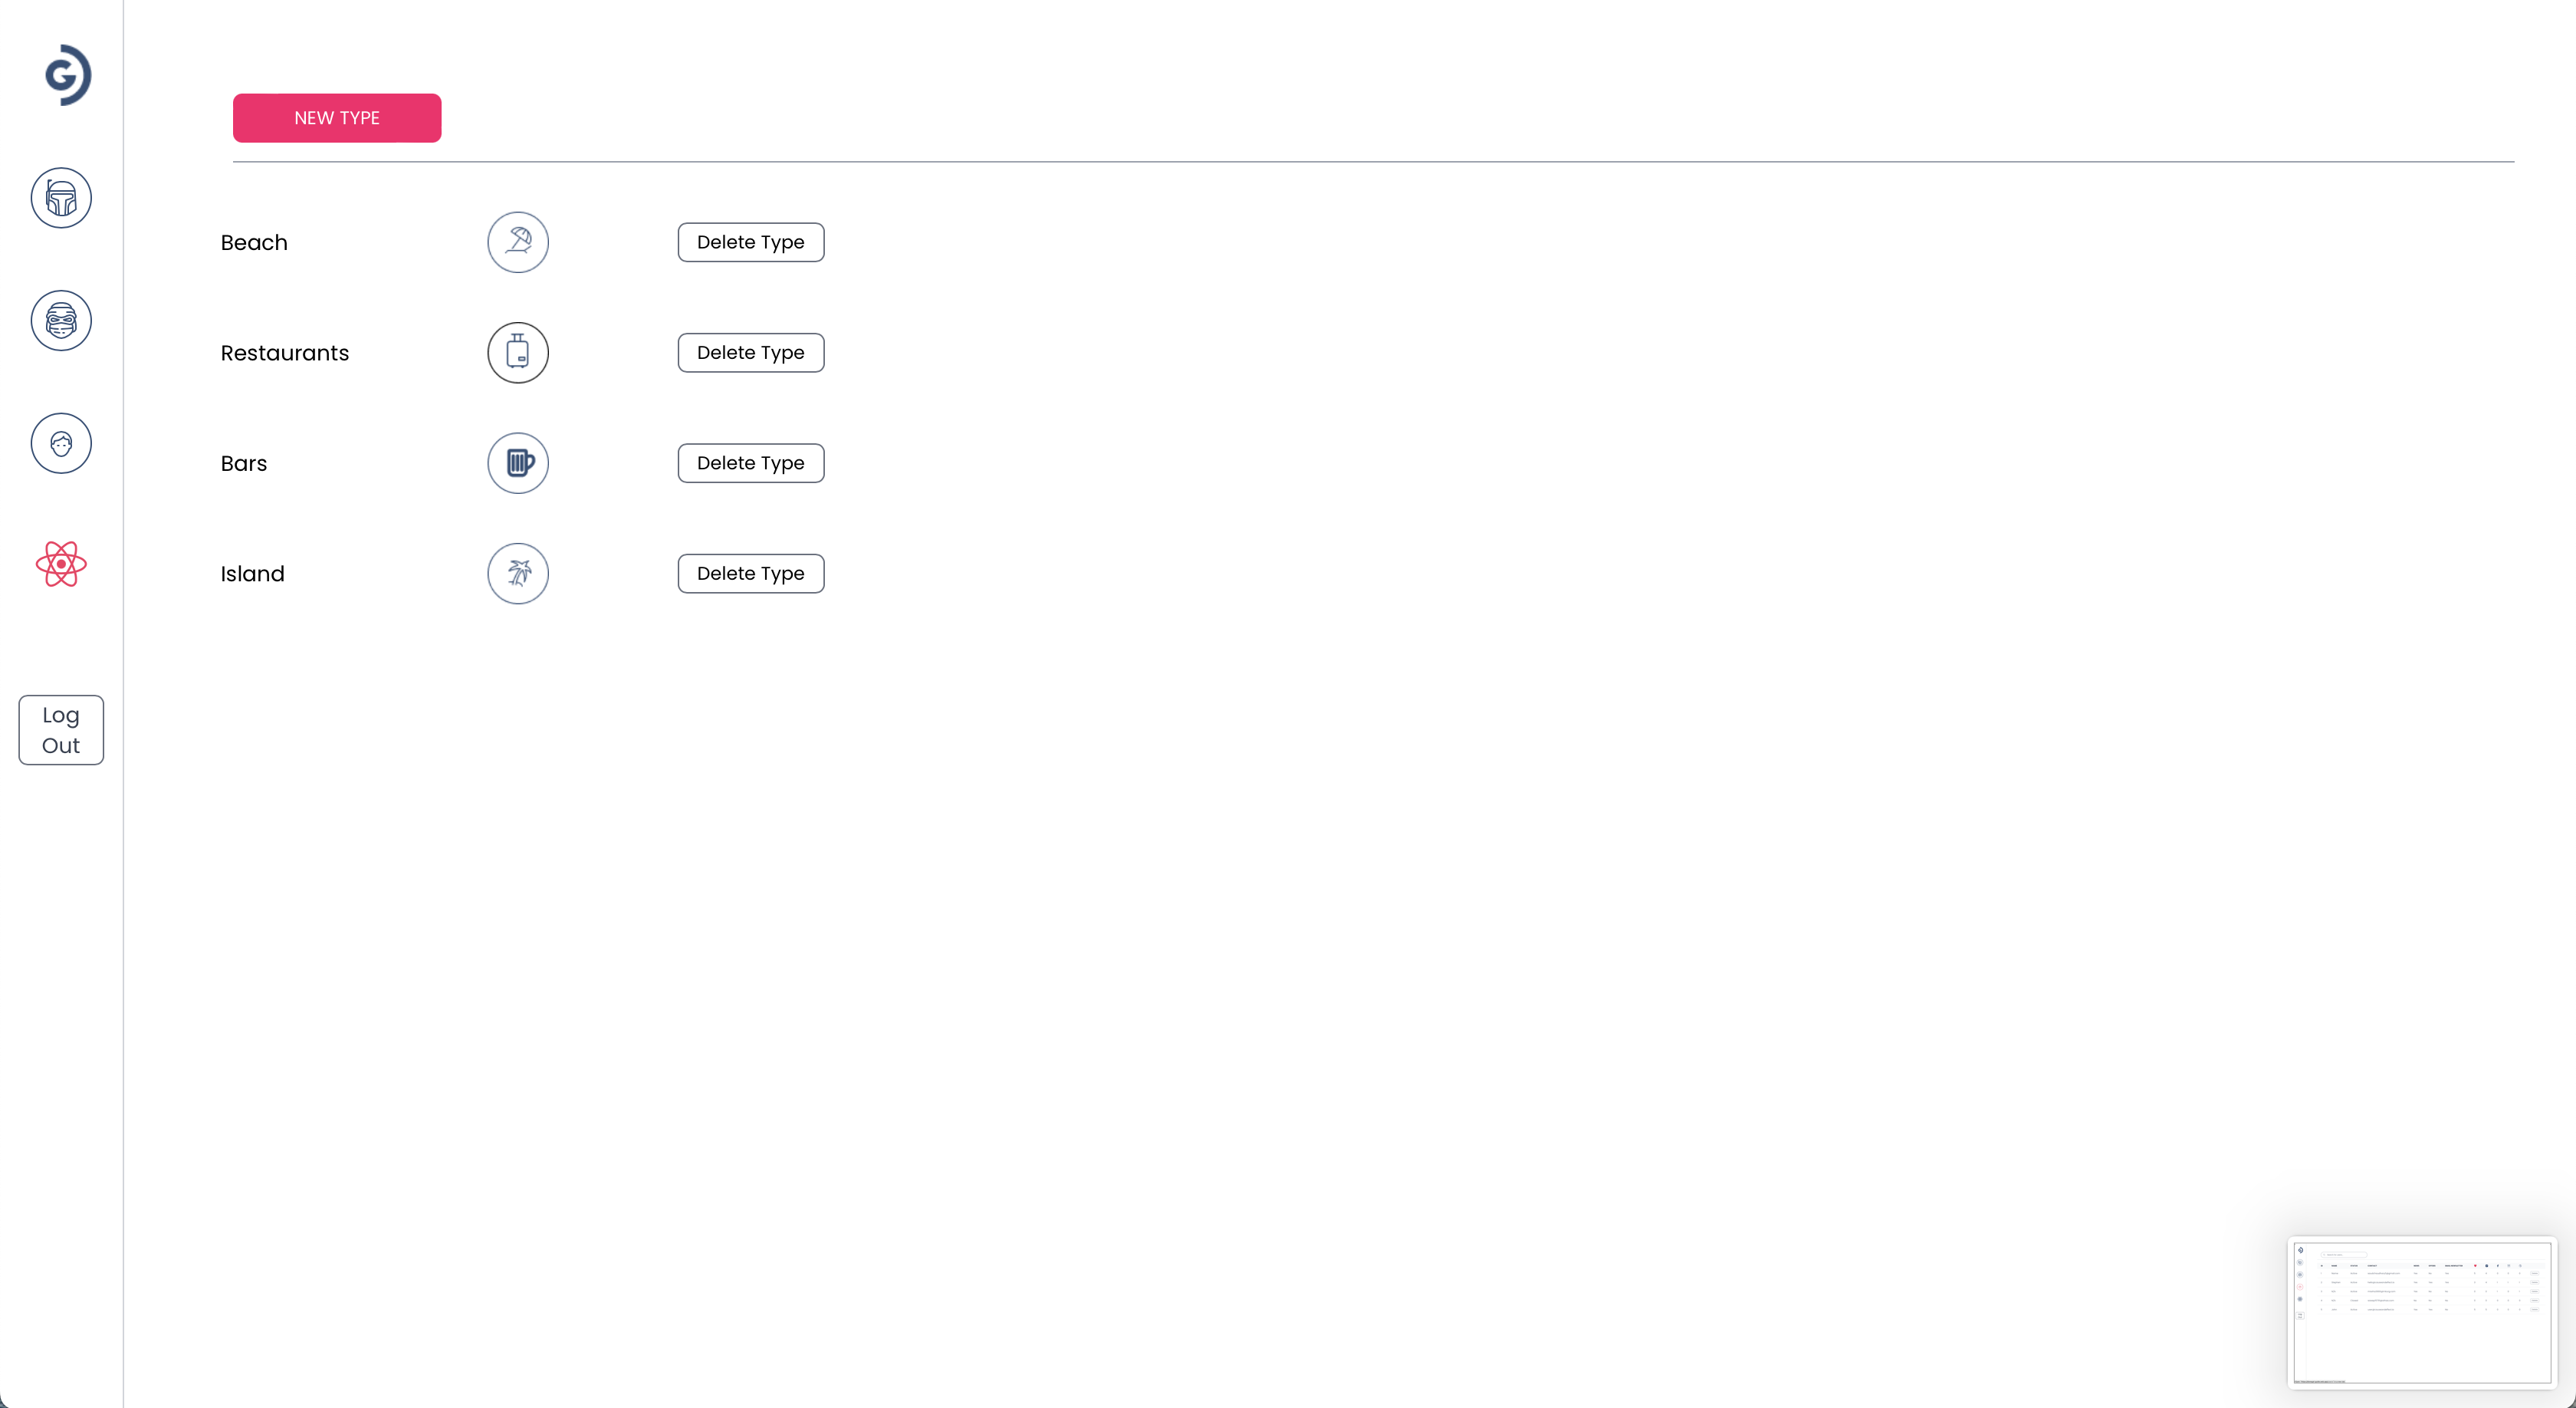 NEW TYPE
Beach
Delete Type
Restaurants
Delete Type
Bars
Delete Type
Island
Delete Type
Log
Out